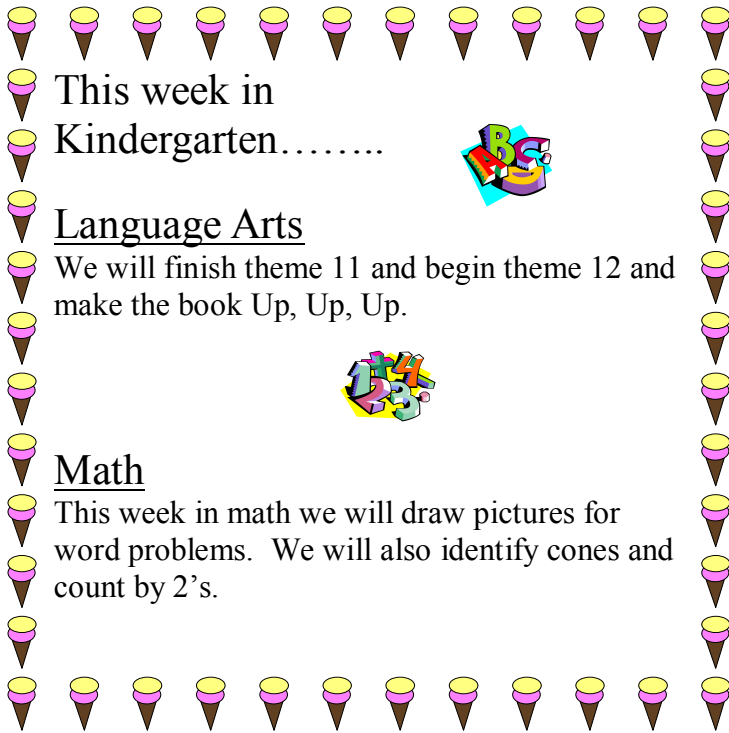 This week in
Kindergarten……..
Language Arts
We will finish theme 11 and begin theme 12 and
make the book Up, Up, Up.
Math
This week in math we will draw pictures for
word problems.  We will also identify cones and
count by 2’s.